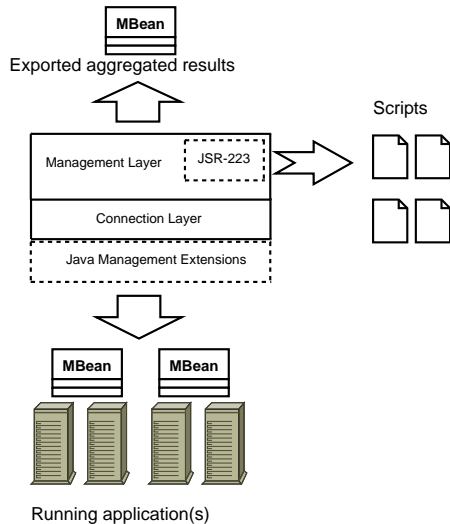 MBean
Exported aggregated results
Scripts
JSR-223
Management Layer
Connection Layer
Java Management Extensions
MBean
MBean
Running application(s)